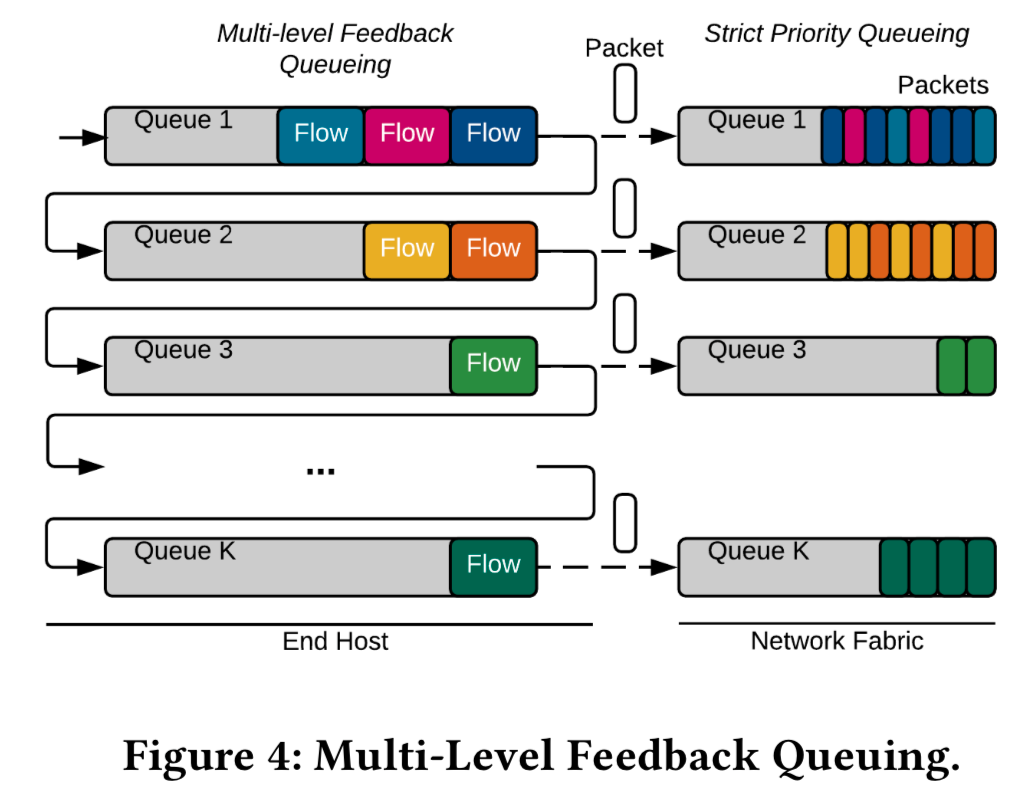 Multi-level Feedback
Queueing
Packet
Strict Priority Queueing
Packets
Queue 1
Flow
Flow
Flow
Queue 1
Queue 2
Flow
Flow
Queue 2
Queue 3
Flow
Queue 3
...
Queue K
Flow
Queue K
End Host
Network Fabric
Figure 4: Multi-Level Feedback Queuing.